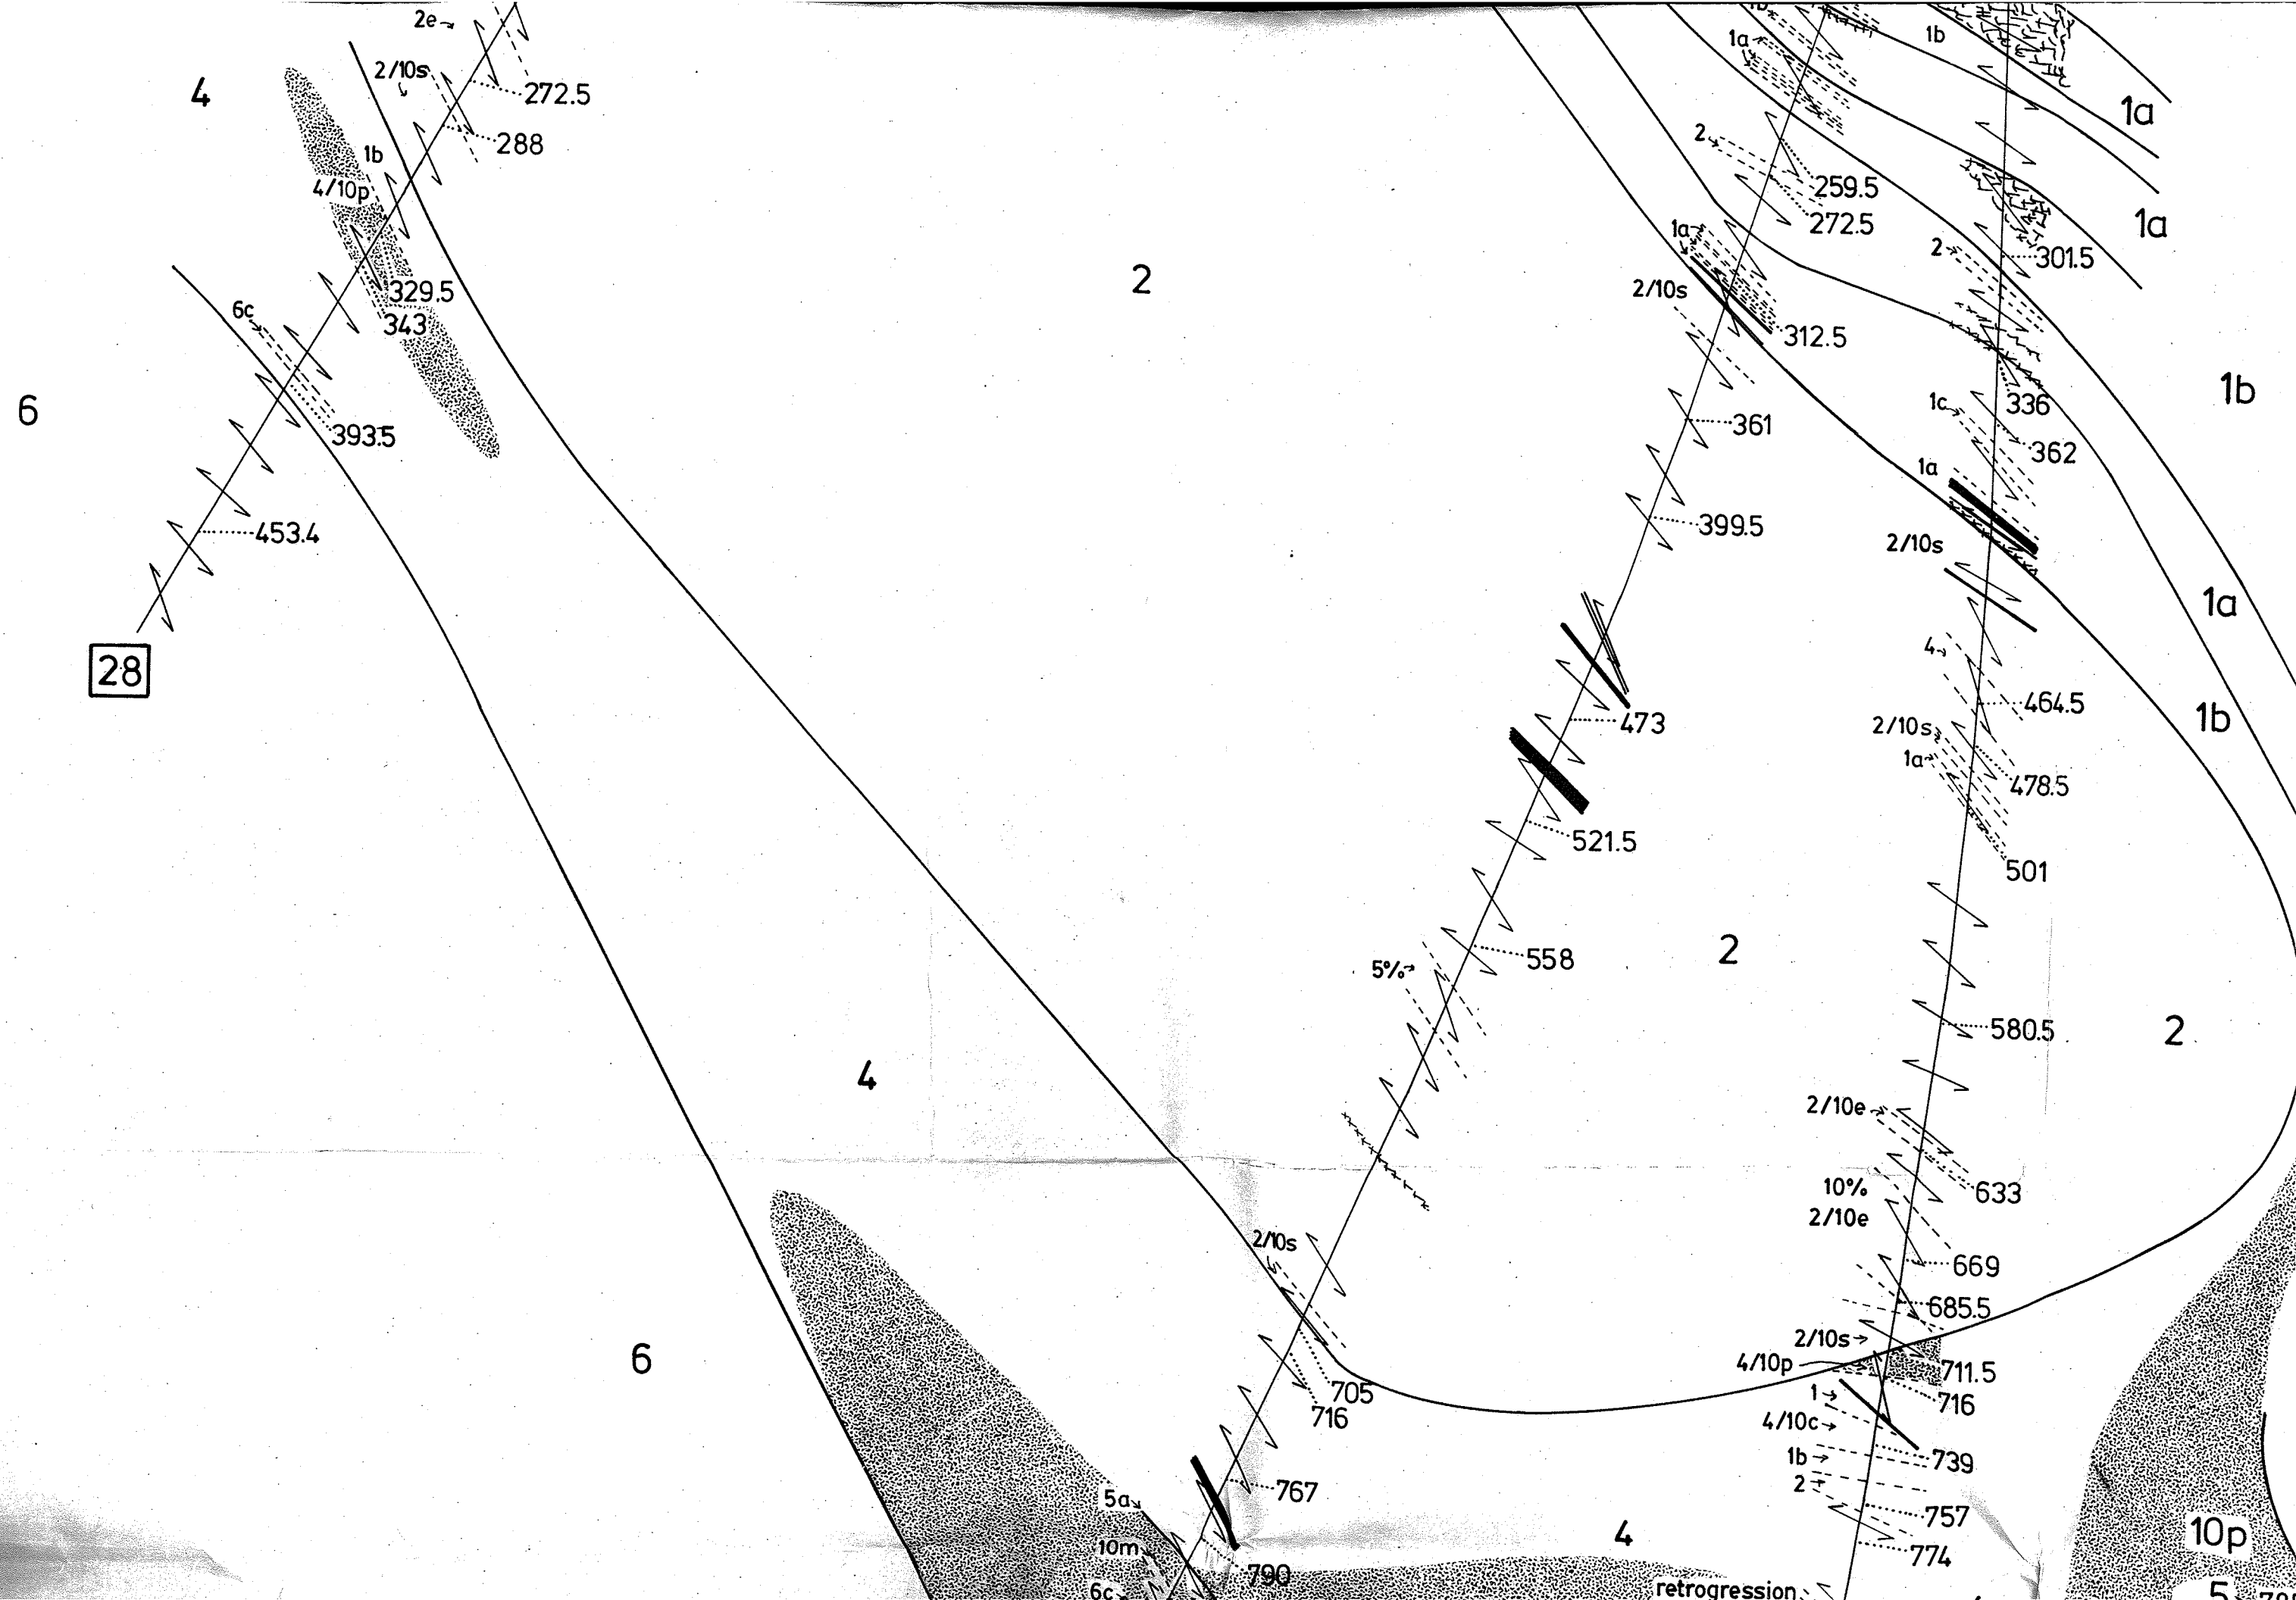 2e
2/10s
272.5
288
4
1b
4/10p
329.5
343
6c
393.5
6
453.4
28
2
1b
1a
1a
2
259.5
272.5
1a
1a
2
301.5
1a
2/10s
312.5
336
1b
1c
362
361
1a
399.5
2/10s
1a
4
464.5
1b
473
2/10s
1a
478.5
521.5
501
2
558
5%
580.5
2
4
2/10e
633
10%
2/10e
2/10s
669
685.5
2/10s
4/10p
711.5
6
705
716
1
716
4/10c
739
1b
2
767
5a
757
4
10p
10m
774
790
6c
retrogression
5